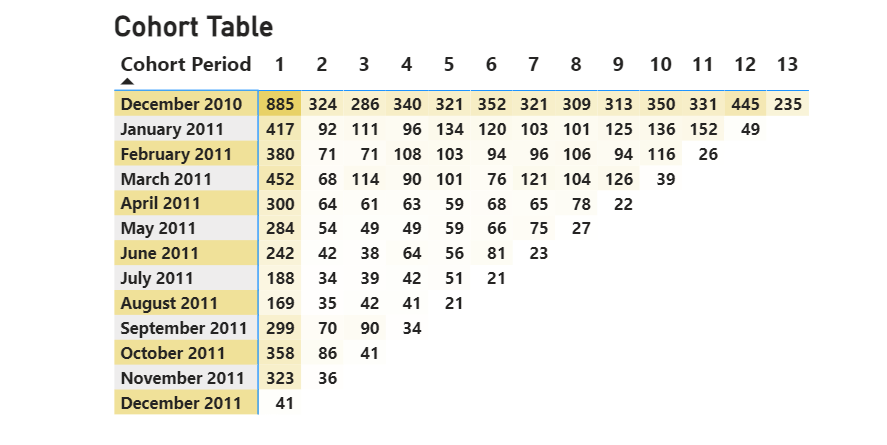 Cohort Table
Cohort Period 1 2 3 4 5 6 7 8 9 10 11 12 13
December 2010 885 324 286 340 321 352 321 309 313 350 331 445 235
January 2011 417 92 111 96 134 120 103 101 125 136 152 49
February 2011 380 71 71 108 103 94 96 106 94 116 26
March 2011 452 68 114 90 101 76 121 104 126 39
April 2011 300 64 61 63 59 68 65 78 22
May 2011 284 54 49 49 59 66 75 27
June 2011 242 42 38 64 56 81 23
July 2011 188 34 39 42 51 21
August 2011 169 35 42 41 21
September 2011 299 70 90 34
October 2011 358 86 41
November 2011 323 36
December 2011 41